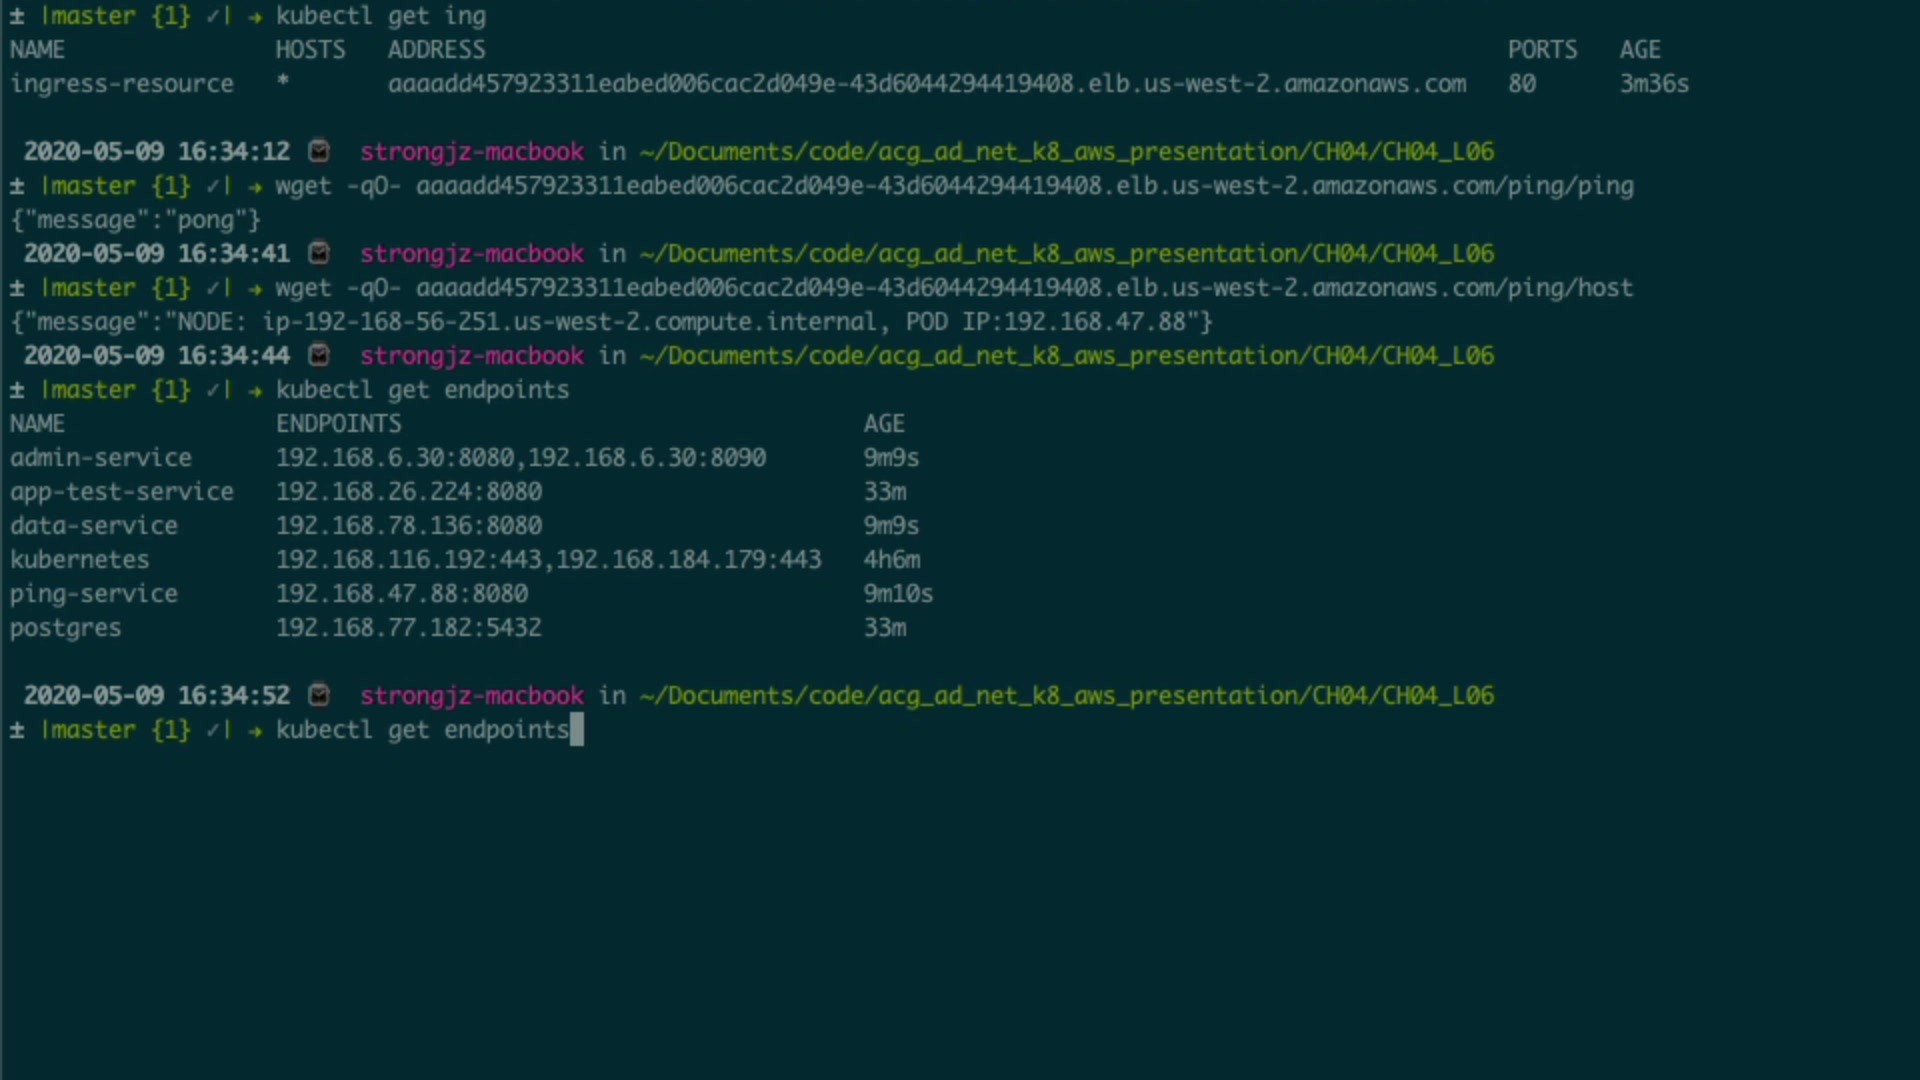 ± |master {1} ✓| → kubectl get ing
NAME HOSTS ADDRESS PORTS AGE
ingress-resource * aaaadd457923311eabed006cac2d049e-43d6044294419408.elb.us-west-2.amazonaws.com 80 3m36s
2020-05-09 16:34:12 strongjz-macbook in ~/Documents/code/acg_ad_net_k8_aws_presentation/CH04/CH04_L06
± |master {1} ✓| → wget -qO- aaaadd457923311eabed006cac2d049e-43d6044294419408.elb.us-west-2.amazonaws.com/ping/ping
{"message":"pong"}
2020-05-09 16:34:41 strongjz-macbook in ~/Documents/code/acg_ad_net_k8_aws_presentation/CH04/CH04_L06
± |master {1} ✓| → wget -qO- aaaadd457923311eabed006cac2d049e-43d6044294419408.elb.us-west-2.amazonaws.com/ping/host
{"message":"NODE: ip-192-168-56-251.us-west-2.compute.internal, POD IP:192.168.47.88"}
2020-05-09 16:34:44 strongjz-macbook in ~/Documents/code/acg_ad_net_k8_aws_presentation/CH04/CH04_L06
± |master {1} ✓| → kubectl get endpoints
NAME ENDPOINTS AGE
admin-service 192.168.6.30:8080,192.168.6.30:8090 9m9s
app-test-service 192.168.26.224:8080 33m
data-service 192.168.78.136:8080 9m9s
kubernetes 192.168.116.192:443,192.168.184.179:443 4h6m
ping-service 192.168.47.88:8080 9m10s
postgres 192.168.77.182:5432 33m
2020-05-09 16:34:52 strongjz-macbook in ~/Documents/code/acg_ad_net_k8_aws_presentation/CH04/CH04_L06
± |master {1} ✓| → kubectl get endpoints